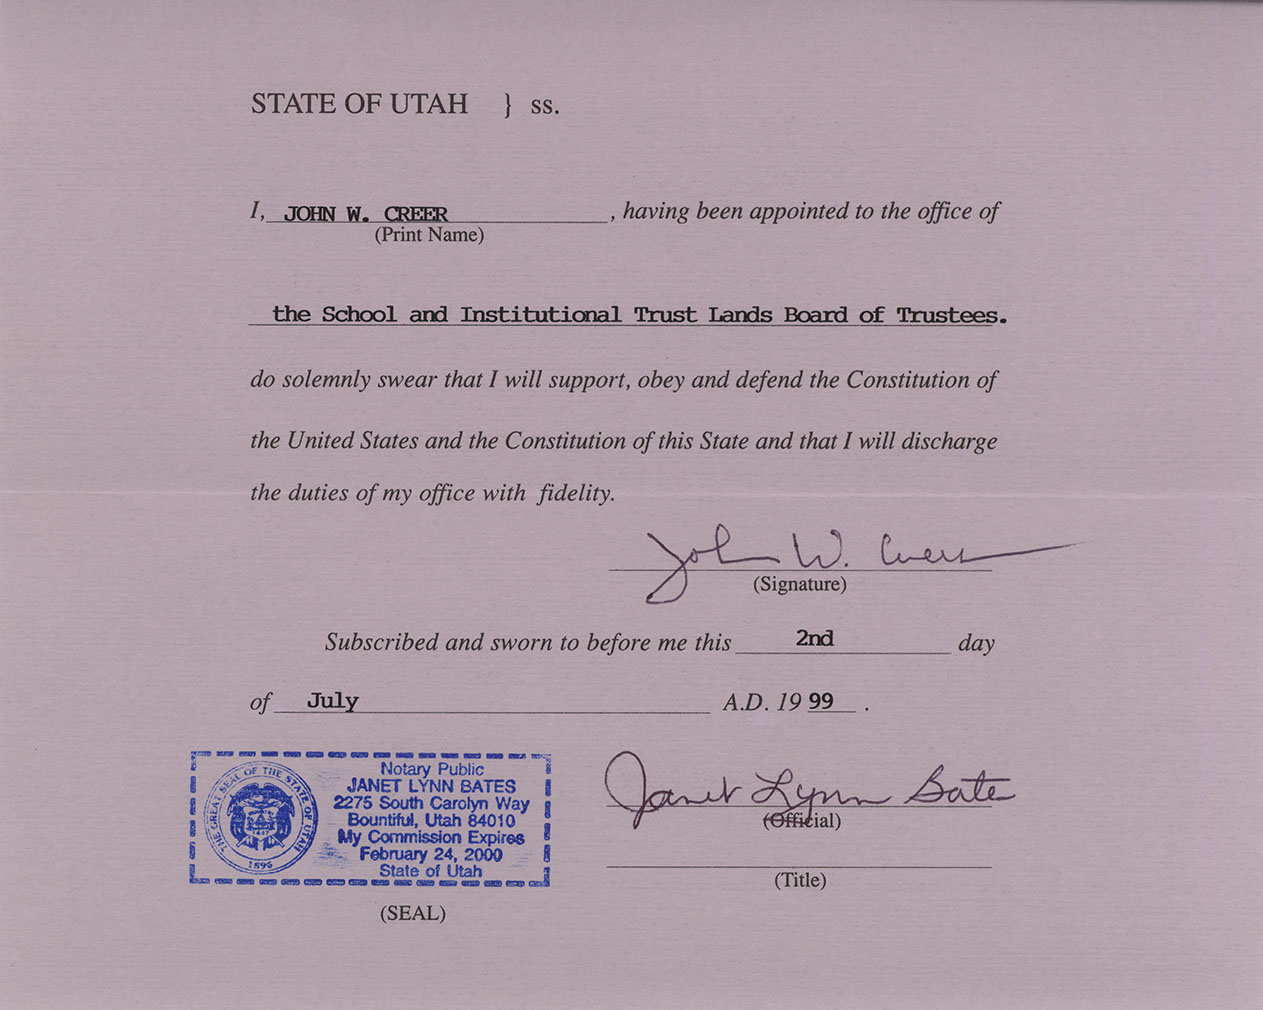 STATE OF UTAH } ss.
I, JOHN W. CREER, having been appointed to the office of
(Print Name)
the School and Institutional Trust Lands Board of Trustees.
do solemnly swear that I will support, obey and defend the Constitution of
the United States and the Constitution of this State and that I will discharge
the duties of my office with fidelity.
John W. Creer
(Signature)
Subscribed and sworn to before me this 2nd day
of July A.D. 19 99 .
Notary Public
JANET LYNN BATES
2275 South Carolyn Way
Bountiful, Utah 84010
My Commission Expires
February 24, 2000
State of Utah
THE GREAT SEAL OF THE STATE OF UTAH
1896
(SEAL)
Janet Lynn Bates
(Official)
(Title)